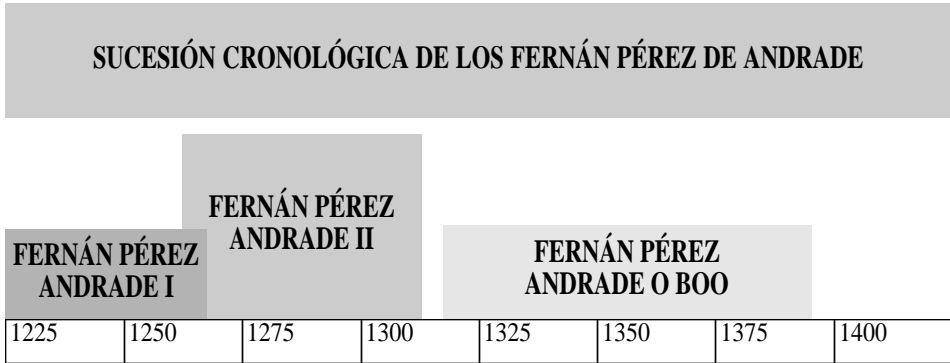 SUCESIÓN CRONOLÓGICA DE LOS FERNÁN PÉREZ DE ANDRADE
FERNÁN PÉREZ
ANDRADE I
FERNÁN PÉREZ
ANDRADE II
FERNÁN PÉREZ
ANDRADE O BOO
1225 1250 1275 1300 1325 1350 1375 1400